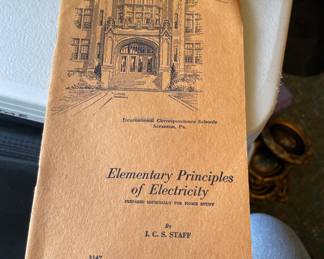 International Correspondence Schools
Scranton, Pa.
Elementary Principles
of Electricity
PREPARED ESPECIALLY FOR HOME STUDY
By
I. C. S. STAFF